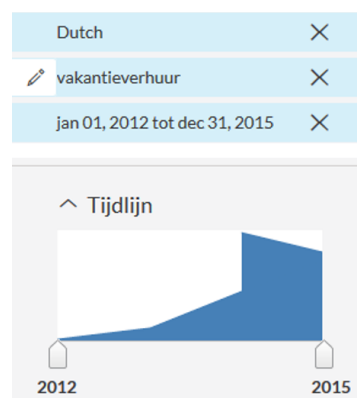 Dutch
vakantieverhuur
jan 01, 2012 tot dec 31, 2015
Tijdlijn
2012 2015